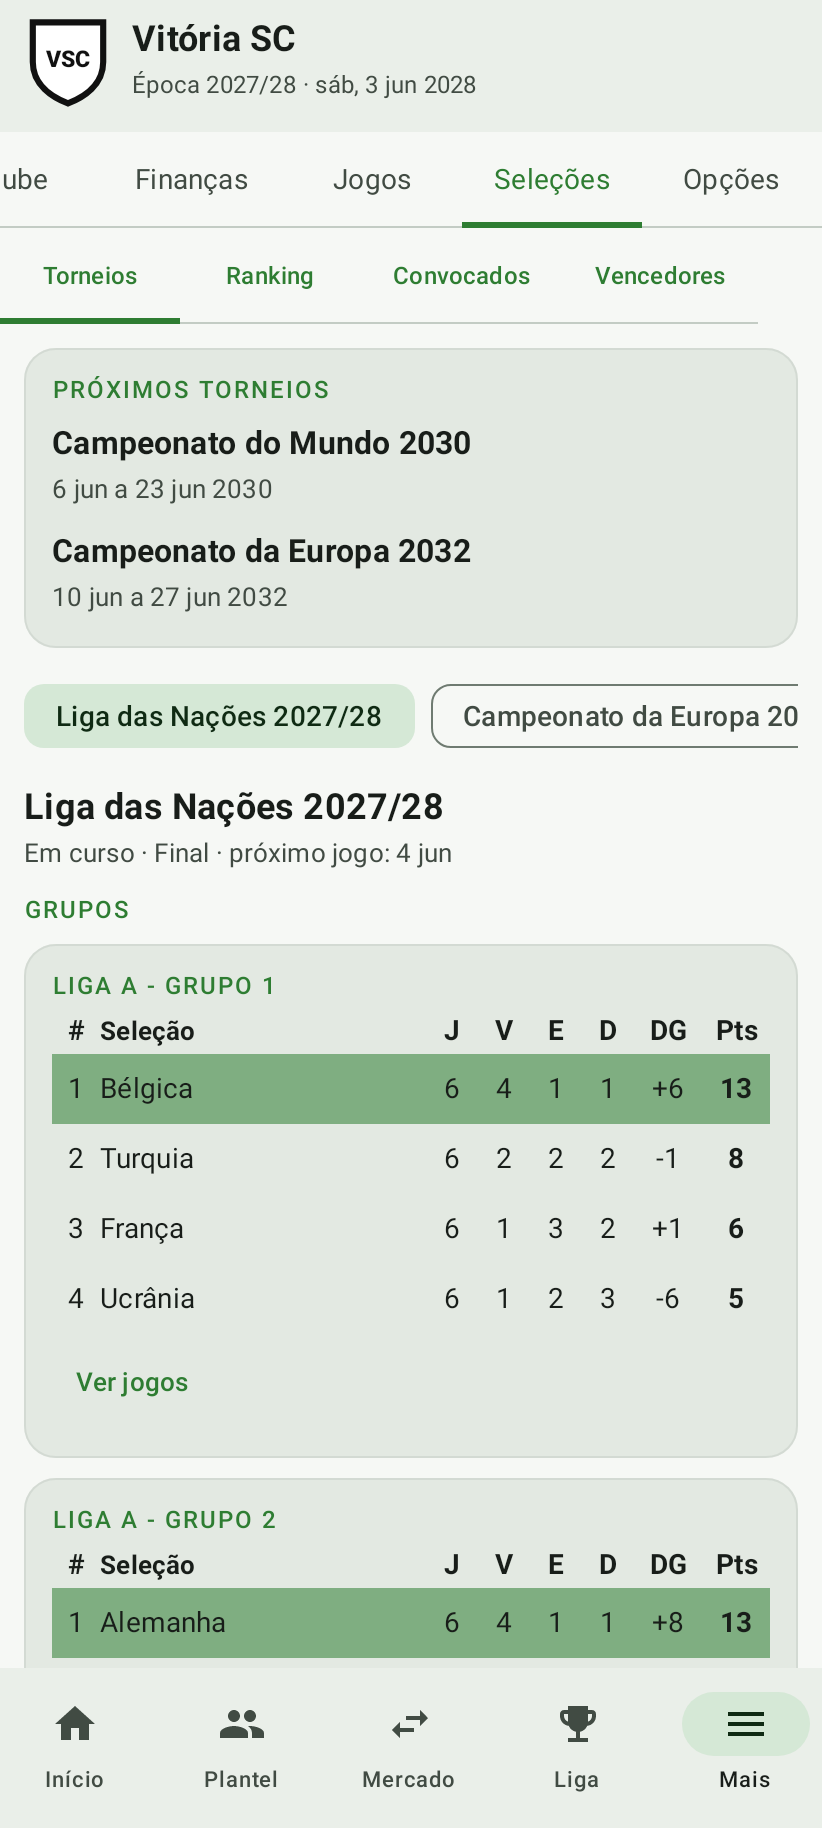 VSC
Vitória SC
Época 2027/28 · sáb, 3 jun 2028
ube Finanças Jogos Seleções Opções
Torneios Ranking Convocados Vencedores
PRÓXIMOS TORNEIOS
Campeonato do Mundo 2030
6 jun a 23 jun 2030
Campeonato da Europa 2032
10 jun a 27 jun 2032
Liga das Nações 2027/28 Campeonato da Europa 20
Liga das Nações 2027/28
Em curso · Final · próximo jogo: 4 jun
GRUPOS
LIGA A - GRUPO 1
# Seleção J V E D DG Pts
1 Bélgica 6 4 1 1 +6 13
2 Turquia 6 2 2 2 -1 8
3 França 6 1 3 2 +1 6
4 Ucrânia 6 1 2 3 -6 5
Ver jogos
LIGA A - GRUPO 2
# Seleção J V E D DG Pts
1 Alemanha 6 4 1 1 +8 13
Início Plantel Mercado Liga Mais